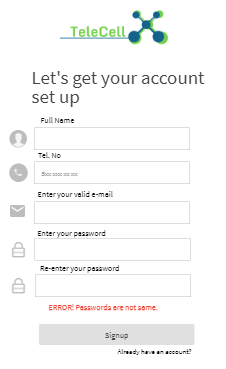 TeleCell
Let's get your account
set up
Full Name
Tel. No
Enter your valid e-mail
Enter your password
Re-enter your password
ERROR! Passwords are not same.
Signup
Already have an account?